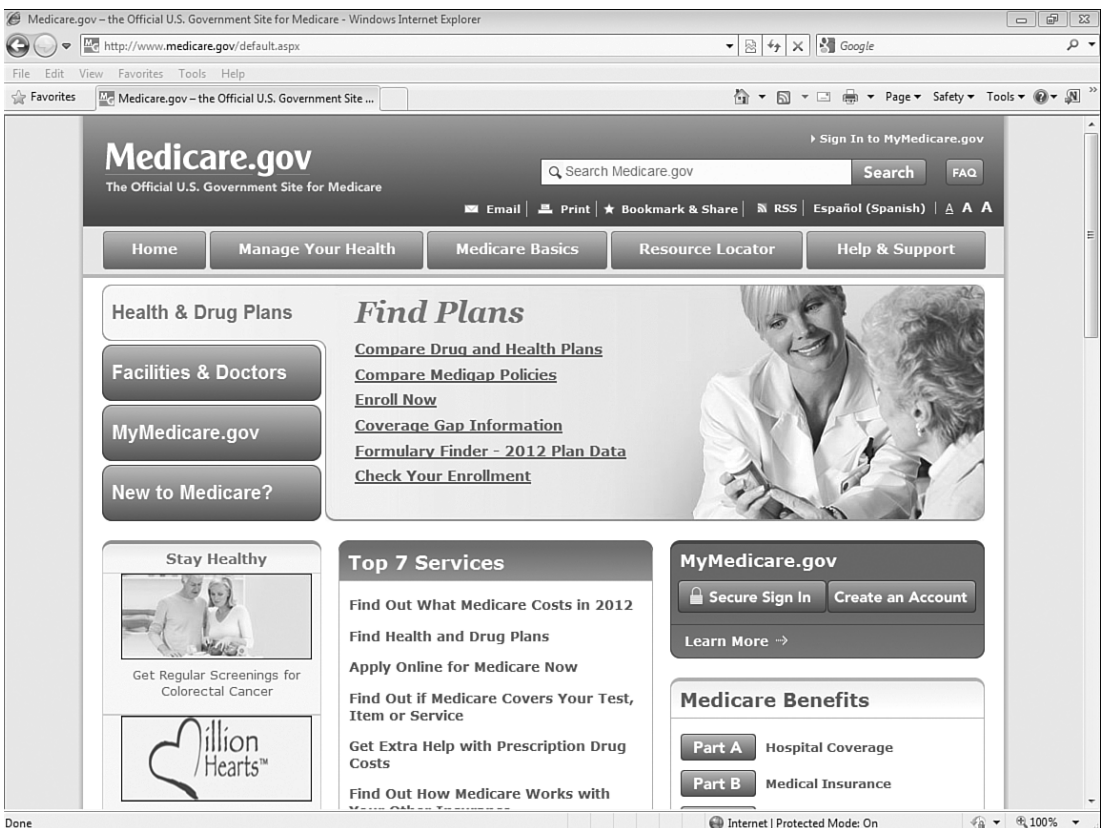 Medicare.gov – the Official U.S. Government Site for Medicare - Windows Internet Explorer
http://www.medicare.gov/default.aspx
Google
File Edit View Favorites Tools Help
Favorites
Medicare.gov – the Official U.S. Government Site ...
Page Safety Tools
Sign In to MyMedicare.gov
Medicare.gov
The Official U.S. Government Site for Medicare
Search Medicare.gov
Search
FAQ
Email | Print | Bookmark & Share | RSS | Español (Spanish) | A A A
Home
Manage Your Health
Medicare Basics
Resource Locator
Help & Support
Health & Drug Plans
Facilities & Doctors
MyMedicare.gov
New to Medicare?
Find Plans
Compare Drug and Health Plans
Compare Medigap Policies
Enroll Now
Coverage Gap Information
Formulary Finder - 2012 Plan Data
Check Your Enrollment
Stay Healthy
Get Regular Screenings for
Colorectal Cancer
illion
Hearts™
Top 7 Services
Find Out What Medicare Costs in 2012
Find Health and Drug Plans
Apply Online for Medicare Now
Find Out if Medicare Covers Your Test,
Item or Service
Get Extra Help with Prescription Drug
Costs
Find Out How Medicare Works with
MyMedicare.gov
Secure Sign In
Create an Account
Learn More
Medicare Benefits
Part A Hospital Coverage
Part B Medical Insurance
Done
Internet | Protected Mode: On
100%